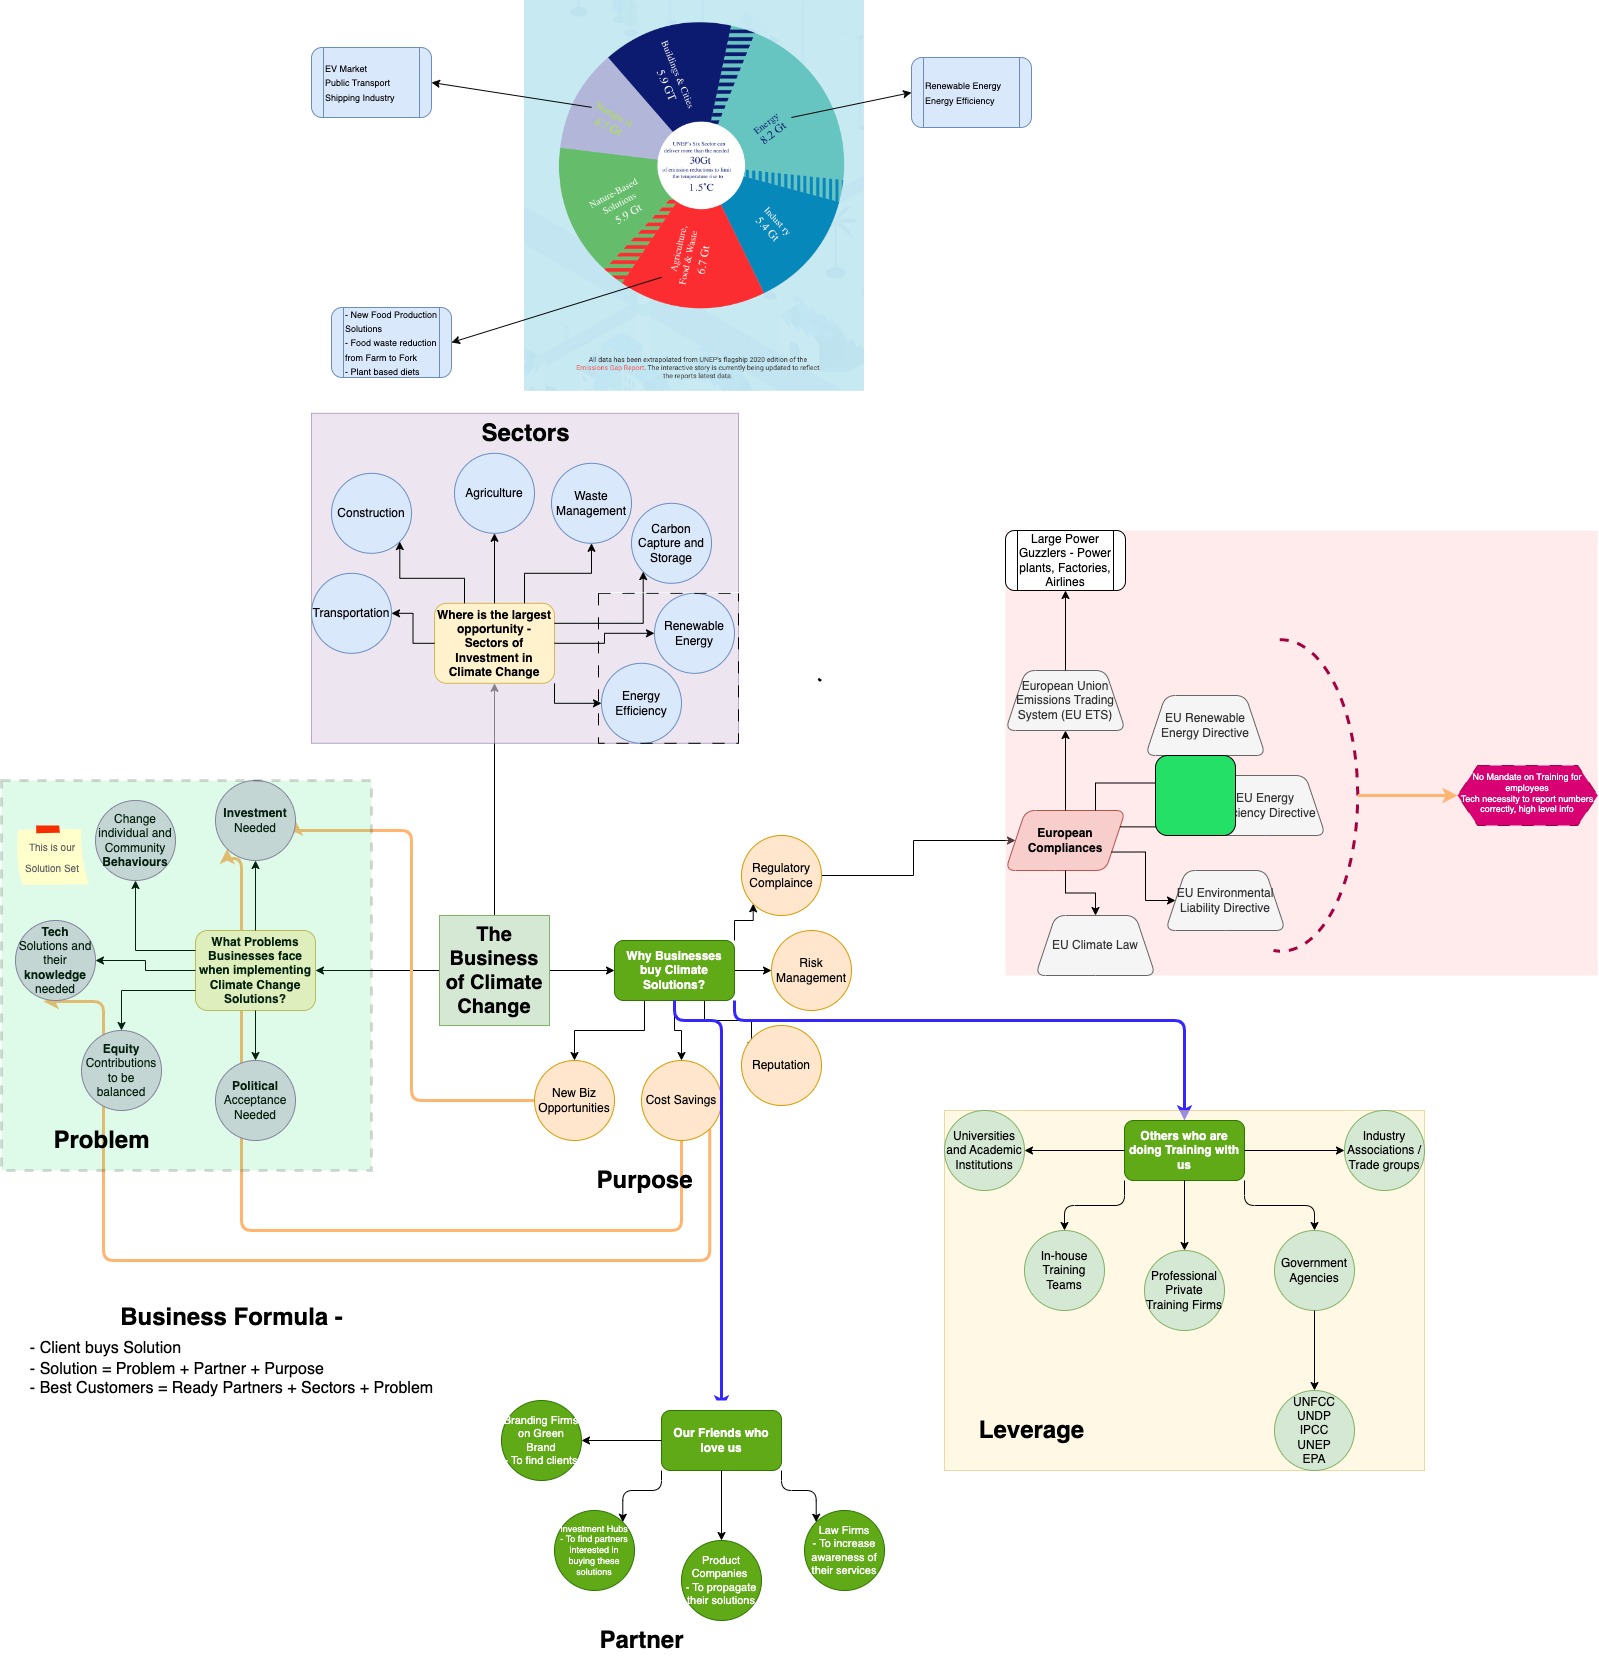 EV Market
Public Transport
Shipping Industry
Buildings & Cities
5.9 GT
Energy
8.2 Gt
Industry
5.4 Gt
Agriculture,
Food & Waste
6.7 Gt
Nature-Based
Solutions
5.9 Gt
4.7 Gt
UNEP's Six Sector can
deliver more than the needed
30Gt
of emission reductions to limit
the temperature rise to
1.5˚C
Renewable Energy
Energy Efficiency
- New Food Production
Solutions
- Food waste reduction
from Farm to Fork
- Plant based diets
All data has been extrapolated from UNEP's flagship 2020 edition of the
Emissions Gap Report. The interactive story is currently being updated to reflect
the reports latest data.
Sectors
Construction
Agriculture
Waste
Management
Carbon
Capture and
Storage
Transportation
Where is the largest
opportunity -
Sectors of
Investment in
Climate Change
Renewable
Energy
Energy
Efficiency
Large Power
Guzzlers - Power
plants, Factories,
Airlines
European Union
Emissions Trading
System (EU ETS)
EU Renewable
Energy Directive
EU Energy
ciency Directive
European
Compliances
EU Environmental
Liability Directive
EU Climate Law
No Mandate on Training for
employees
Tech necessity to report numbers
correctly, high level info
This is our
Solution Set
Change
individual and
Community
Behaviours
Investment
Needed
Tech
Solutions and
their
knowledge
needed
What Problems
Businesses face
when implementing
Climate Change
Solutions?
Equity
Contributions
to be
balanced
Political
Acceptance
Needed
Problem
The
Business
of Climate
Change
Why Businesses
buy Climate
Solutions?
Regulatory
Complaince
Risk
Management
Reputation
New Biz
Opportunities
Cost Savings
Purpose
Others who are
doing Training with
us
Universities
and Academic
Institutions
Industry
Associations /
Trade groups
In-house
Training
Teams
Professional
Private
Training Firms
Government
Agencies
UNFCC
UNDP
IPCC
UNEP
EPA
Leverage
Business Formula -
- Client buys Solution
- Solution = Problem + Partner + Purpose
- Best Customers = Ready Partners + Sectors + Problem
Our Friends who
love us
Branding Firms
on Green
Brand
- To find clients
Investment Hubs
- To find partners
interested in
buying these
solutions
Product
Companies
- To propagate
their solutions
Law Firms
- To increase
awareness of
their services
Partner